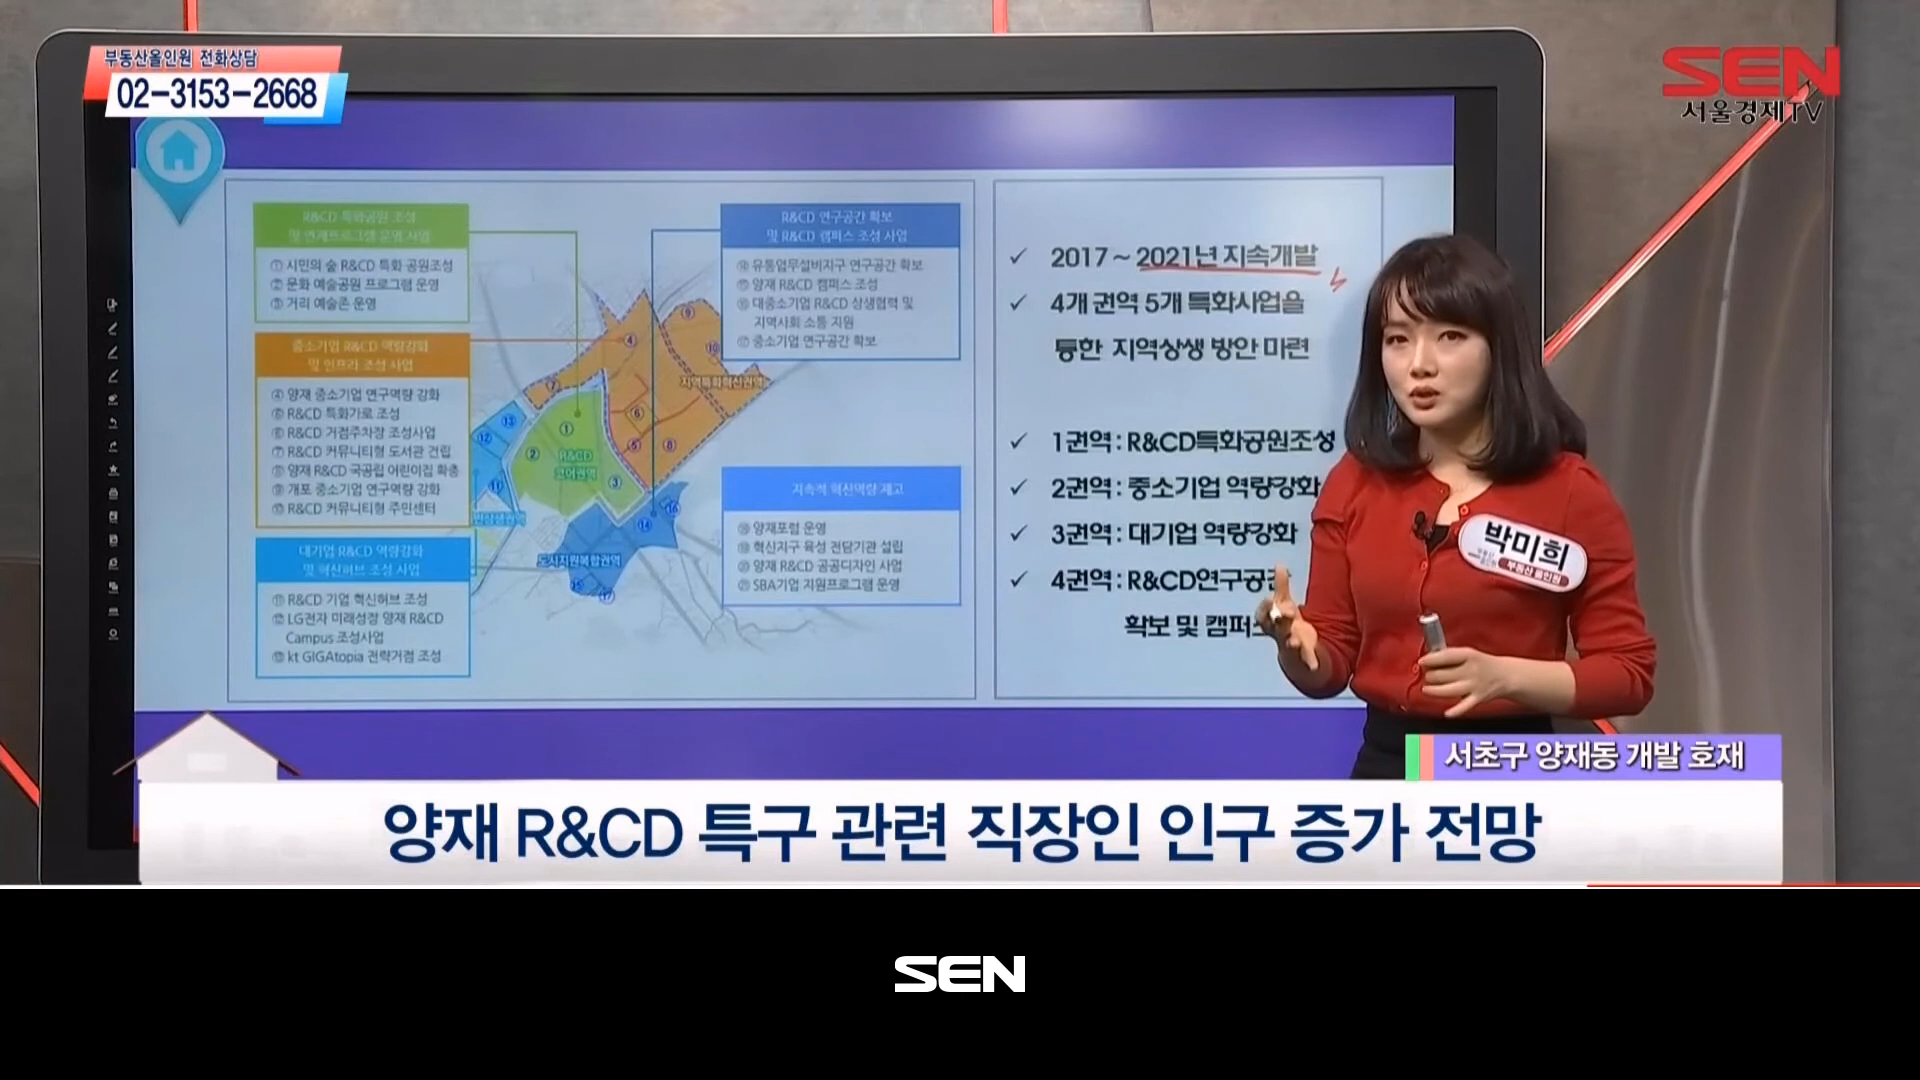 부동산올인원 전화상담
02-3153-2668
SEN
서울경제TV
R&CD 특화공원 조성
및 연계프로그램 운영 사업
① 시민의 숲 R&CD 특화 공원조성
② 문화 예술공원 프로그램 운영
③ 거리 예술존 운영
중소기업 R&CD 역량강화
및 인프라 조성 사업
④ 양재 중소기업 연구역량 강화
⑤ R&CD 특화가로 조성
⑥ R&CD 거점주차장 조성사업
⑦ R&CD 커뮤니티형 도서관 건립
⑧ 양재 R&CD 국공립 어린이집 확충
⑨ 개포 중소기업 연구역량 강화
⑩ R&CD 커뮤니티형 주민센터
대기업 R&CD 역량강화
및 혁신허브 조성 사업
⑪ R&CD 기업 혁신허브 조성
⑫ LG전자 미래성장 양재 R&CD
Campus 조성사업
⑬ kt GIGAtopia 전략거점 조성
지역특화혁신권역
R&CD
코어권역
도시지원복합권역
R&CD 연구공간 확보
및 R&CD 캠퍼스 조성 사업
⑭ 유통업무설비지구 연구공간 확보
⑮ 양재 R&CD 캠퍼스 조성
⑯ 대중소기업 R&CD 상생협력 및
지역사회 소통 지원
⑰ 중소기업 연구공간 확보
지속적 혁신역량 제고
⑱ 양재포럼 운영
⑲ 혁신지구 육성 전담기관 설립
⑳ 양재 R&CD 공공디자인 사업
㉑ SBA기업 지원프로그램 운영
✓ 2017 ~ 2021년 지속개발
✓ 4개 권역 5개 특화사업을
통한 지역상생 방안 마련
✓ 1권역 : R&CD특화공원조성
✓ 2권역 : 중소기업 역량강화
✓ 3권역 : 대기업 역량강화
✓ 4권역 : R&CD연구공간
확보 및 캠퍼스
박미희
부동산 올인원
서초구 양재동 개발 호재
양재 R&CD 특구 관련 직장인 인구 증가 전망
SEN